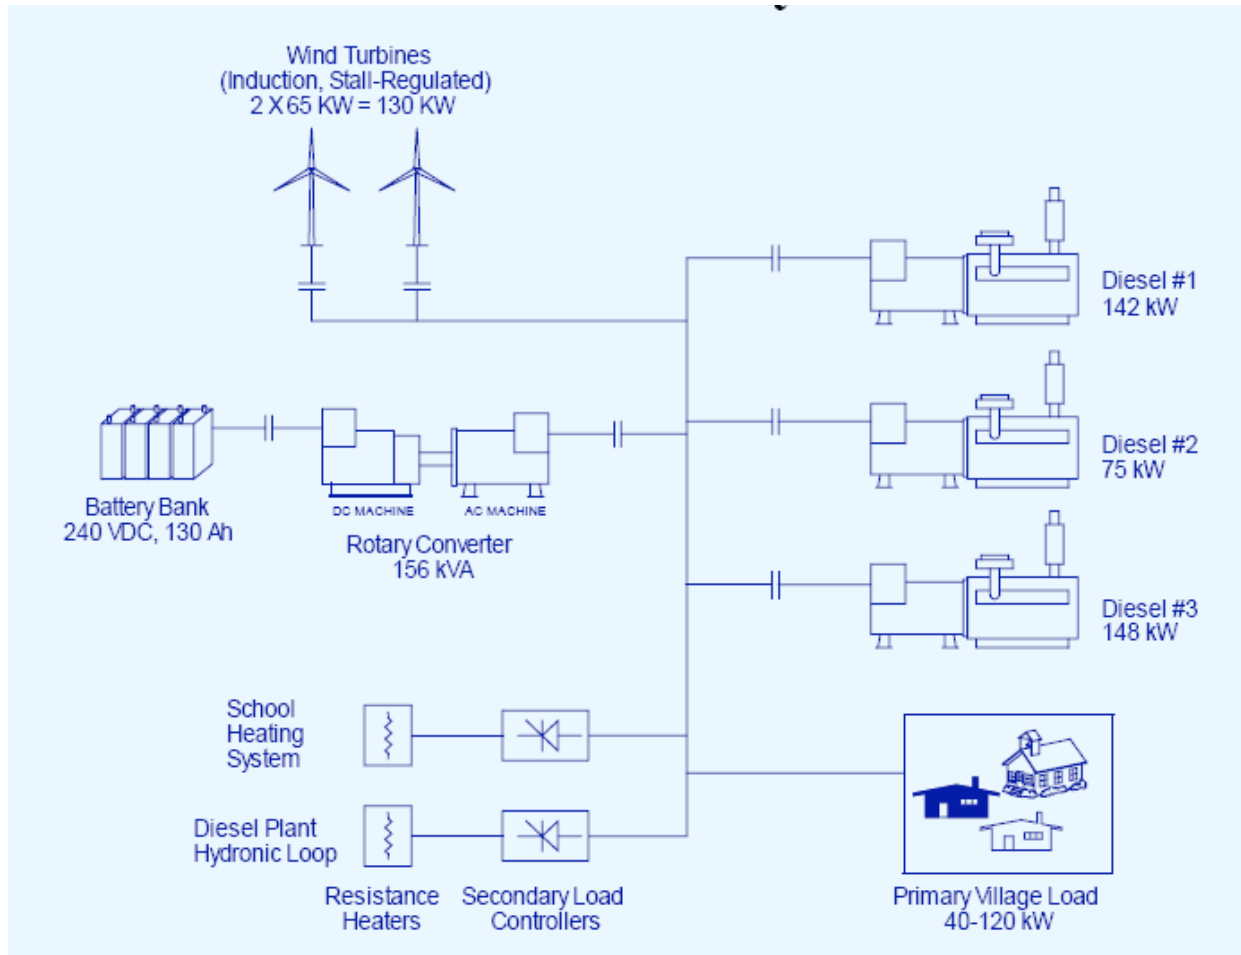 Wind Turbines
(Induction, Stall-Regulated)
2 X 65 KW = 130 KW
Diesel #1
142 kW
Diesel #2
75 kW
Battery Bank
240 VDC, 130 Ah
DC MACHINE
AC MACHINE
Rotary Converter
156 kVA
Diesel #3
148 kW
School
Heating
System
Diesel Plant
Hydronic Loop
Resistance
Heaters
Secondary Load
Controllers
Primary Village Load
40-120 kW